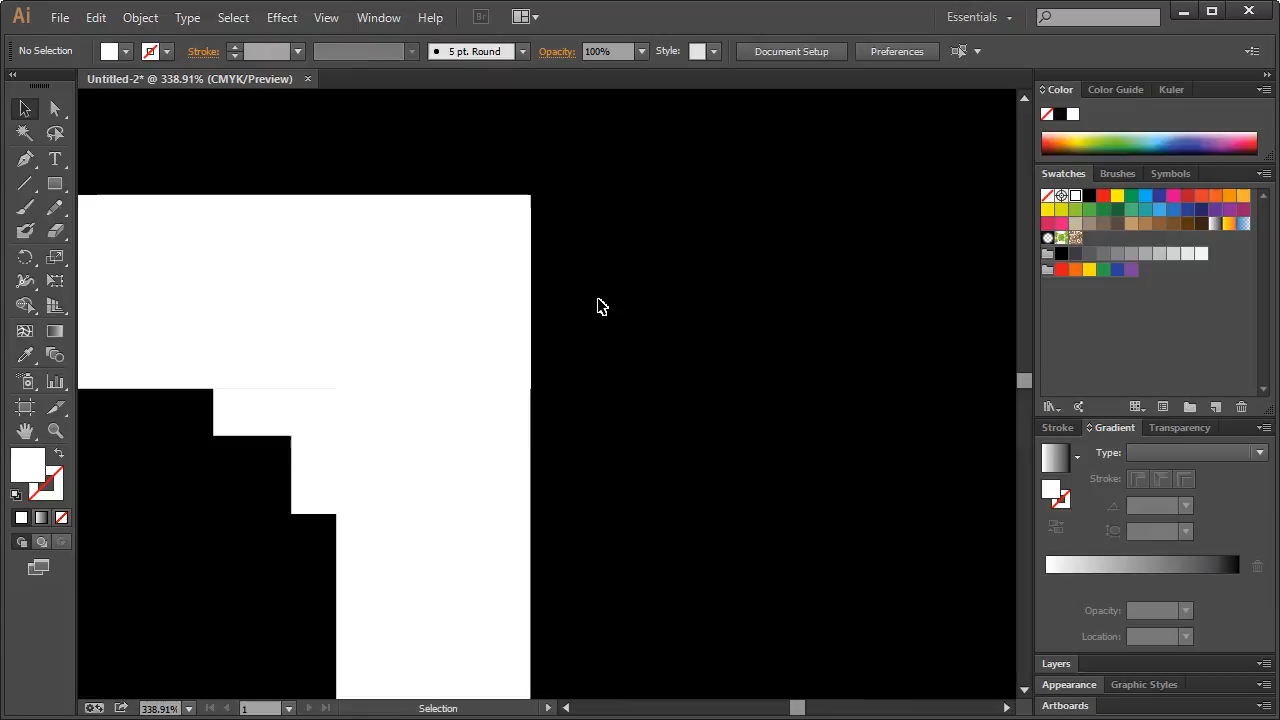 Ai File Edit Object Type Select Effect View Window Help Br Essentials
No Selection Stroke: 5 pt. Round Opacity: 100% Style: Document Setup Preferences
Untitled-2* @ 338.91% (CMYK/Preview)
Color Color Guide Kuler
Swatches Brushes Symbols
Stroke Gradient Transparency
Type:
Stroke:
Opacity:
Location:
Layers
Appearance Graphic Styles
Artboards
338.91% 1 Selection